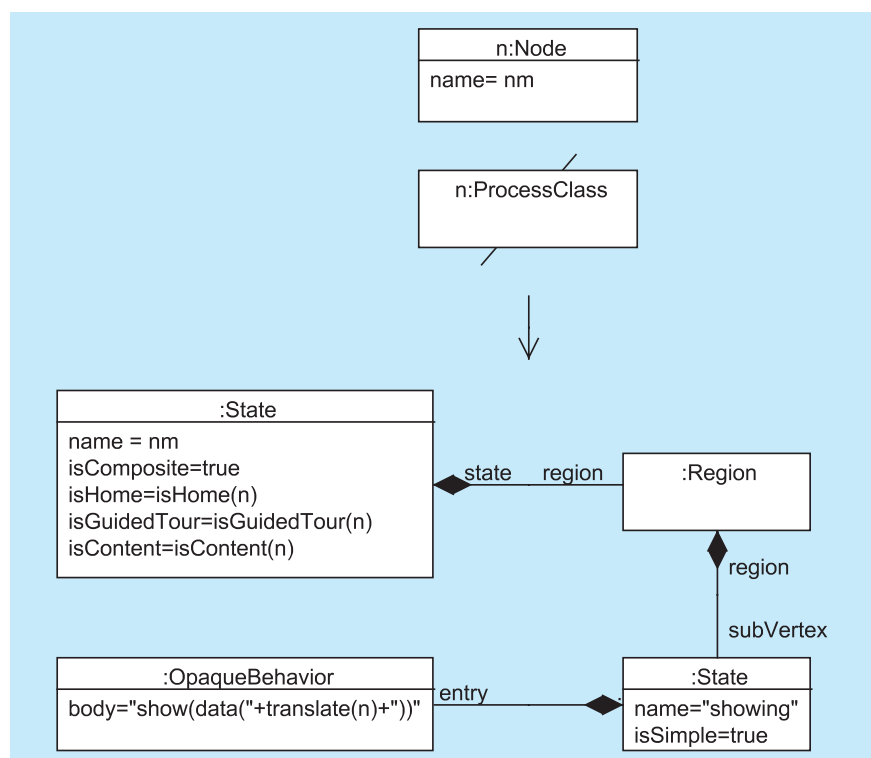 n:Node
name= nm
n:ProcessClass
:State
name = nm
isComposite=true
isHome=isHome(n)
isGuidedTour=isGuidedTour(n)
isContent=isContent(n)
state
region
:Region
region
subVertex
:OpaqueBehavior
body="show(data("+translate(n)+"))"
entry
:State
name="showing"
isSimple=true